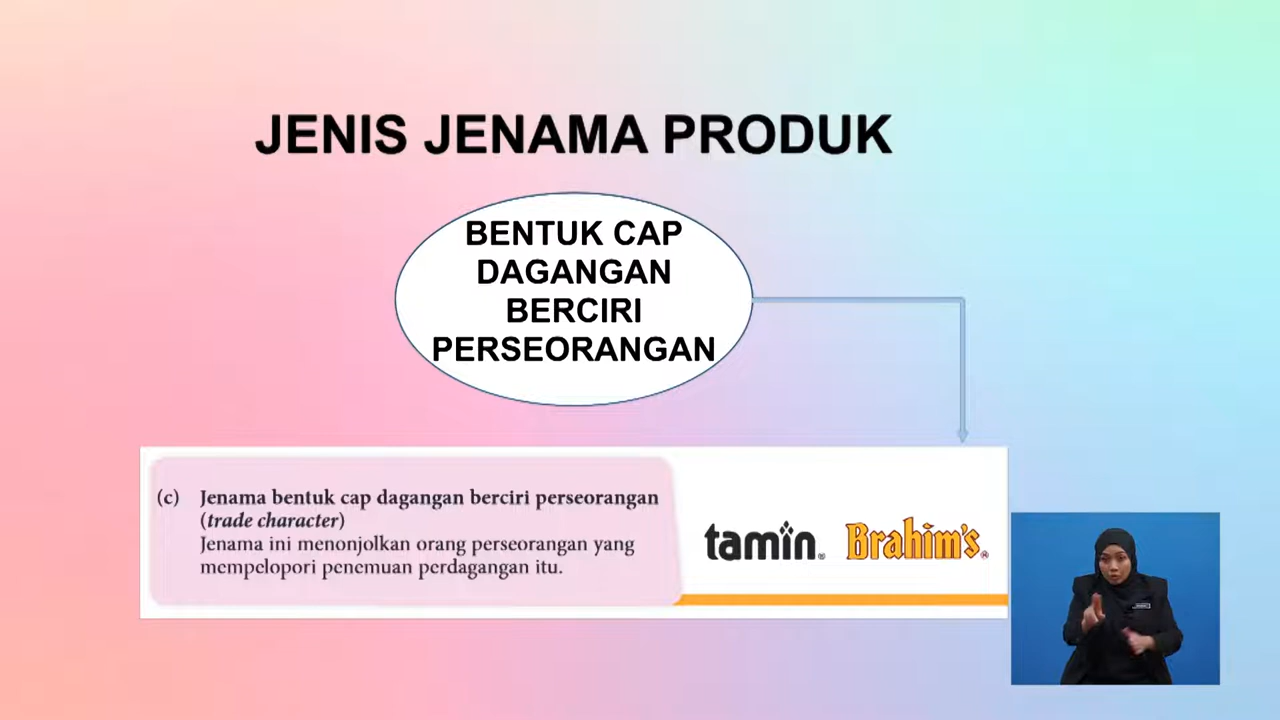 JENIS JENAMA PRODUK
BENTUK CAP
DAGANGAN
BERCIRI
PERSEORANGAN
(c) Jenama bentuk cap dagangan berciri perseorangan
(trade character)
Jenama ini menonjolkan orang perseorangan yang
mempelopori penemuan perdagangan itu.
tamin®
Brahim's®